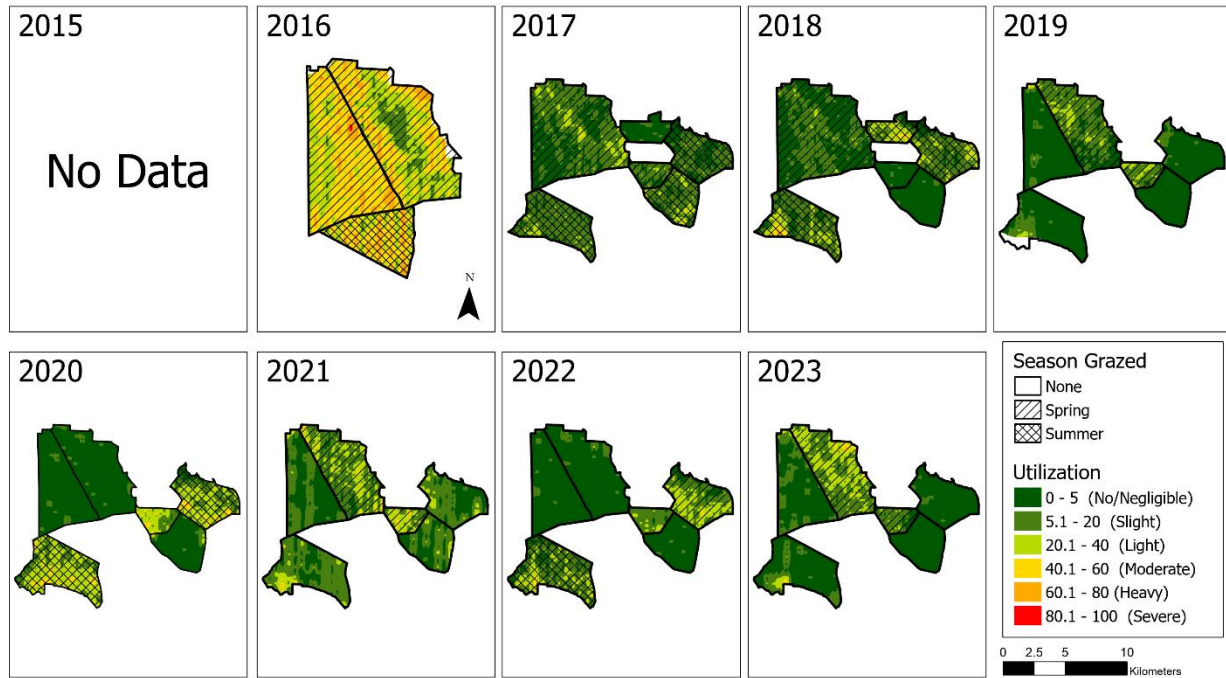 2015
2016
2017
2018
2019
No Data
N
2020
2021
2022
2023
Season Grazed
None
Spring
Summer
Utilization
0 - 5 (No/Negligible)
5.1 - 20 (Slight)
20.1 - 40 (Light)
40.1 - 60 (Moderate)
60.1 - 80 (Heavy)
80.1 - 100 (Severe)
0 2.5 5 10
Kilometers